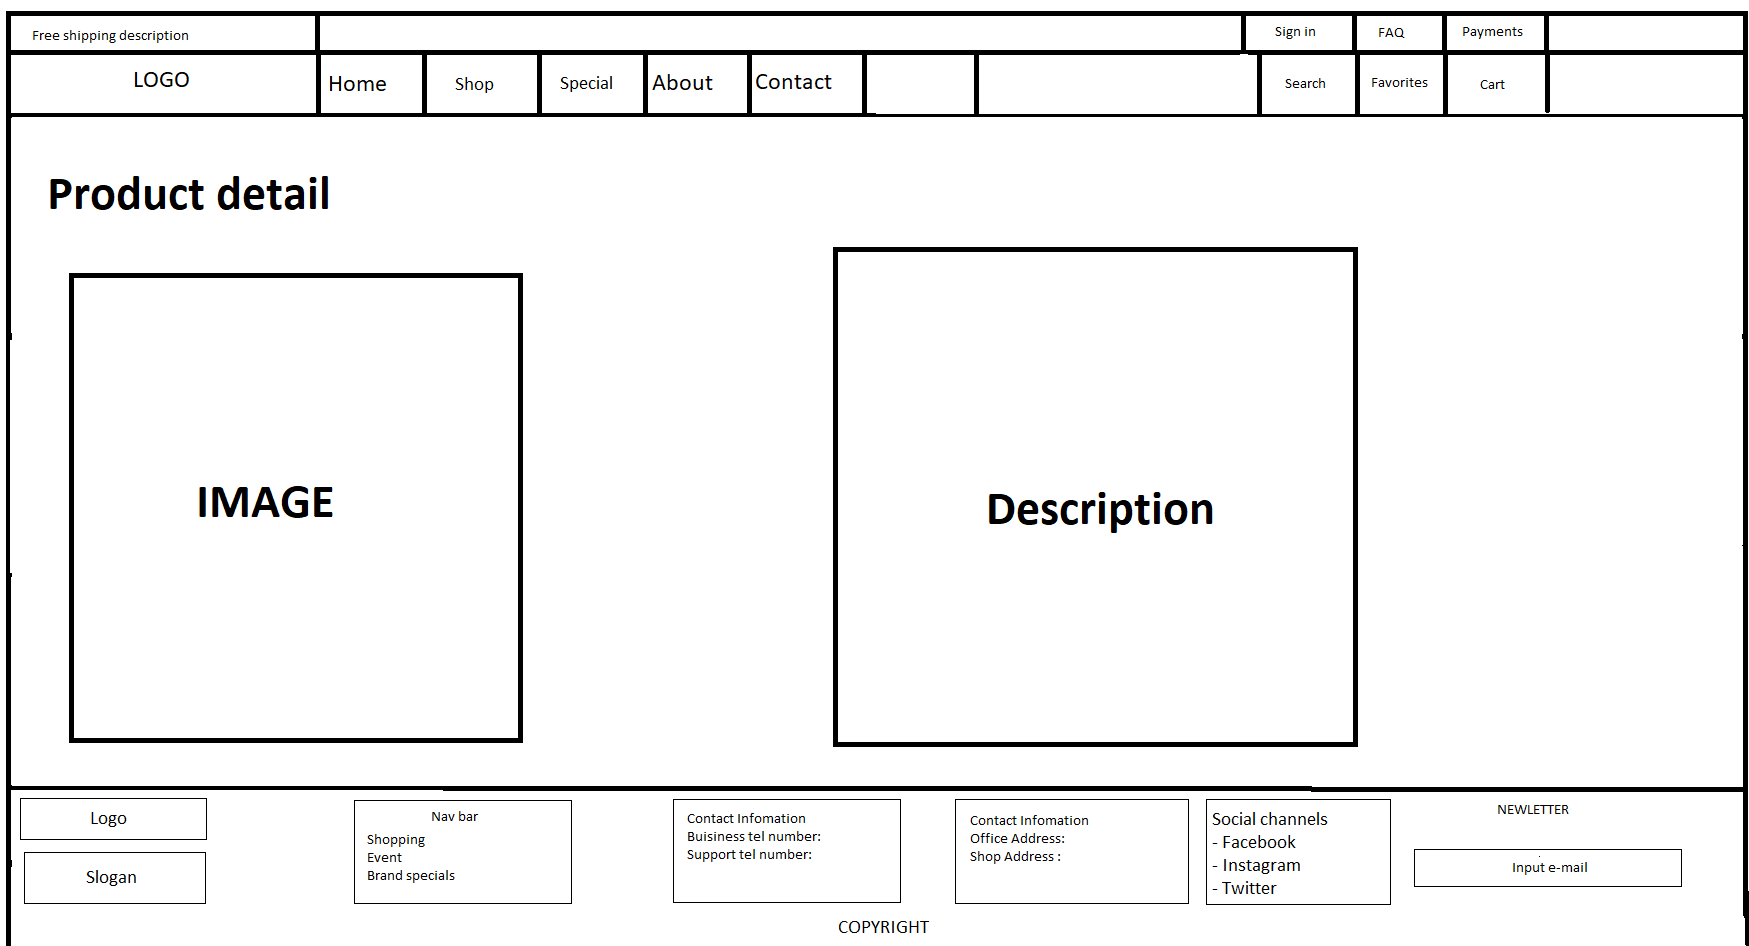 Free shipping description
Sign in
FAQ
Payments
LOGO
Home
Shop
Special
About
Contact
Search
Favorites
Cart
Product detail
IMAGE
Description
Logo
Slogan
Nav bar
Shopping
Event
Brand specials
Contact Infomation
Buisiness tel number:
Support tel number:
Contact Infomation
Office Address:
Shop Address :
Social channels
- Facebook
- Instagram
- Twitter
NEWLETTER
Input e-mail
COPYRIGHT